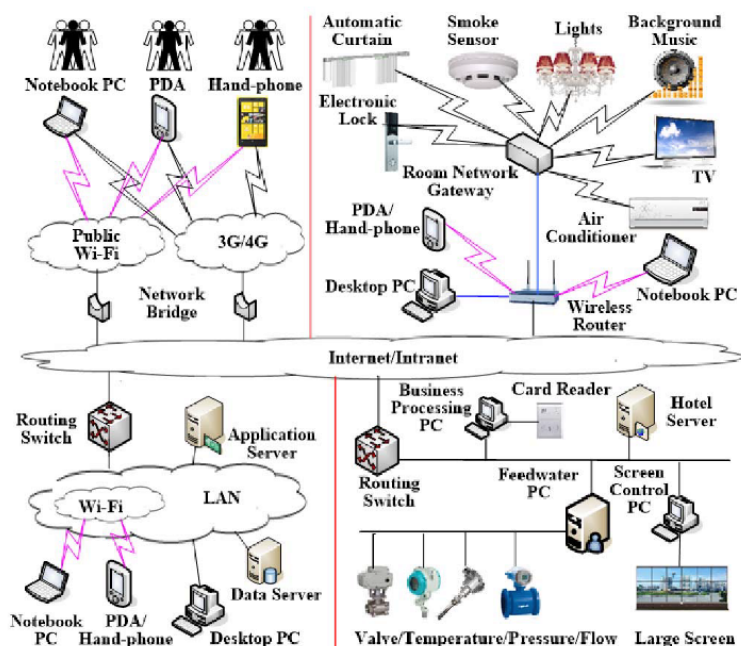 Notebook PC
PDA
Hand-phone
Public
Wi-Fi
3G/4G
Network
Bridge
Automatic
Curtain
Smoke
Sensor
Lights
Background
Music
Electronic
Lock
Room Network
Gateway
TV
PDA/
Hand-phone
Air
Conditioner
Desktop PC
Wireless
Router
Notebook PC
Internet/Intranet
Routing
Switch
Application
Server
LAN
Wi-Fi
Data Server
Notebook
PC
PDA/
Hand-phone
Desktop PC
Business
Processing
PC
Card Reader
Hotel
Server
Routing
Switch
Feedwater
PC
Screen
Control
PC
Valve/Temperature/Pressure/Flow
Large Screen